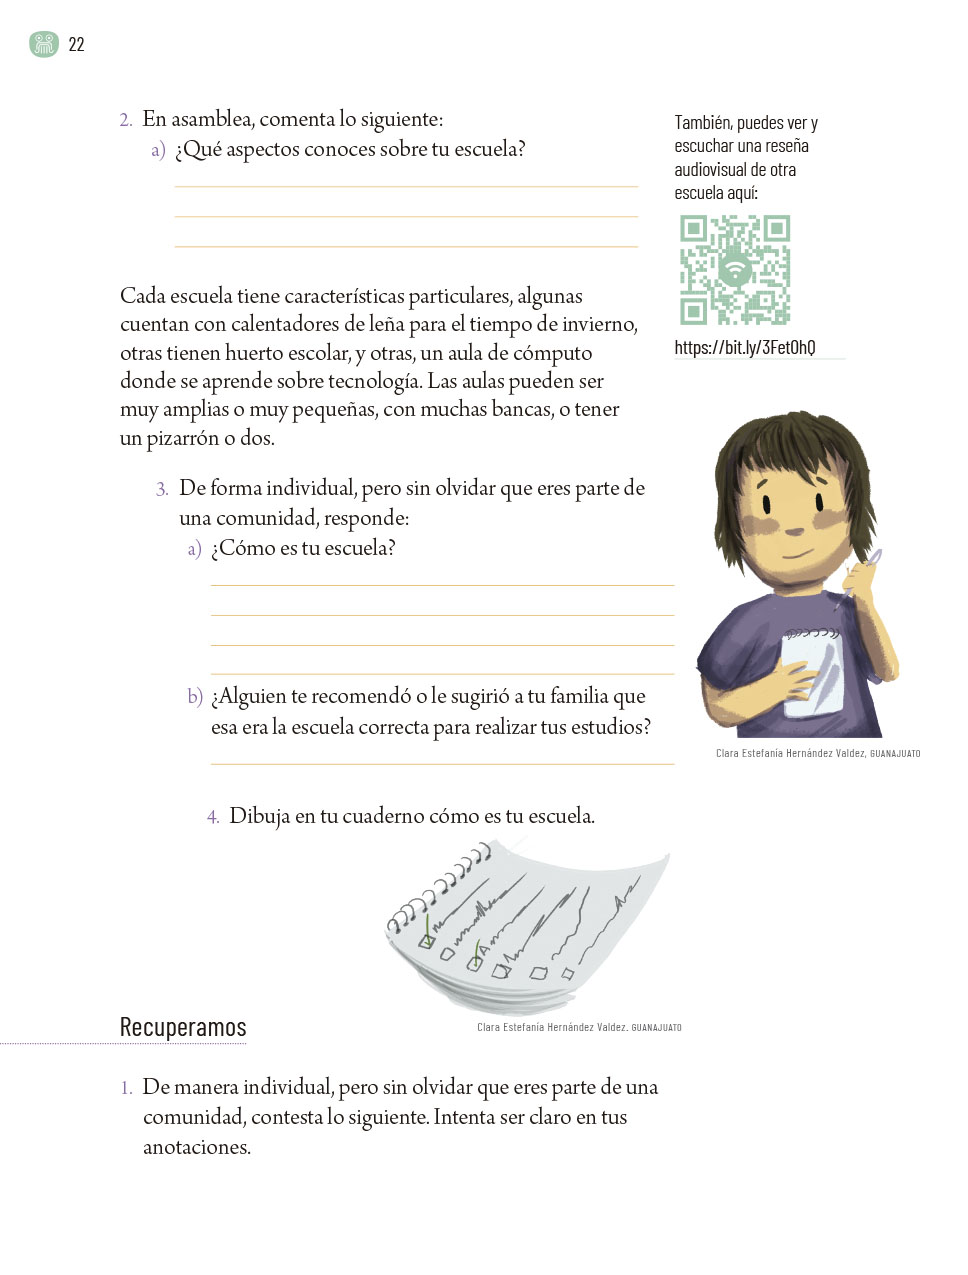 22
2. En asamblea, comenta lo siguiente:
a) ¿Qué aspectos conoces sobre tu escuela?
También, puedes ver y
escuchar una reseña
audiovisual de otra
escuela aquí:
https://bit.ly/3Fet0hQ
Cada escuela tiene características particulares, algunas
cuentan con calentadores de leña para el tiempo de invierno,
otras tienen huerto escolar, y otras, un aula de cómputo
donde se aprende sobre tecnología. Las aulas pueden ser
muy amplias o muy pequeñas, con muchas bancas, o tener
un pizarrón o dos.
3. De forma individual, pero sin olvidar que eres parte de
una comunidad, responde:
a) ¿Cómo es tu escuela?
b) ¿Alguien te recomendó o le sugirió a tu familia que
esa era la escuela correcta para realizar tus estudios?
Clara Estefanía Hernández Valdez, GUANAJUATO
4. Dibuja en tu cuaderno cómo es tu escuela.
Clara Estefanía Hernández Valdez. GUANAJUATO
Recuperamos
1. De manera individual, pero sin olvidar que eres parte de una
comunidad, contesta lo siguiente. Intenta ser claro en tus
anotaciones.